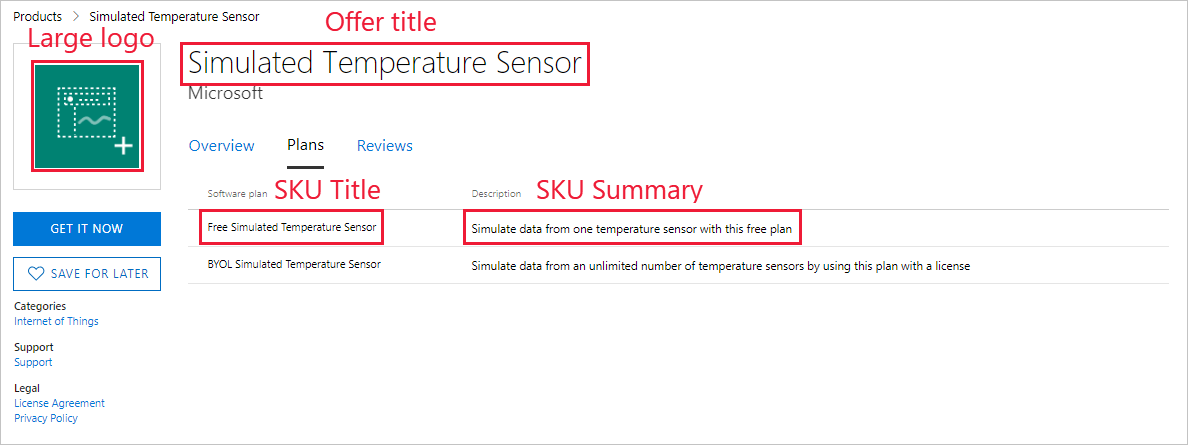 Products > Simulated Temperature Sensor
Offer title
Large logo
Simulated Temperature Sensor
Microsoft
Overview Plans Reviews
SKU Title SKU Summary
Software plan Description
Free Simulated Temperature Sensor Simulate data from one temperature sensor with this free plan
BYOL Simulated Temperature Sensor Simulate data from an unlimited number of temperature sensors by using this plan with a license
GET IT NOW
SAVE FOR LATER
Categories
Internet of Things
Support
Support
Legal
License Agreement
Privacy Policy